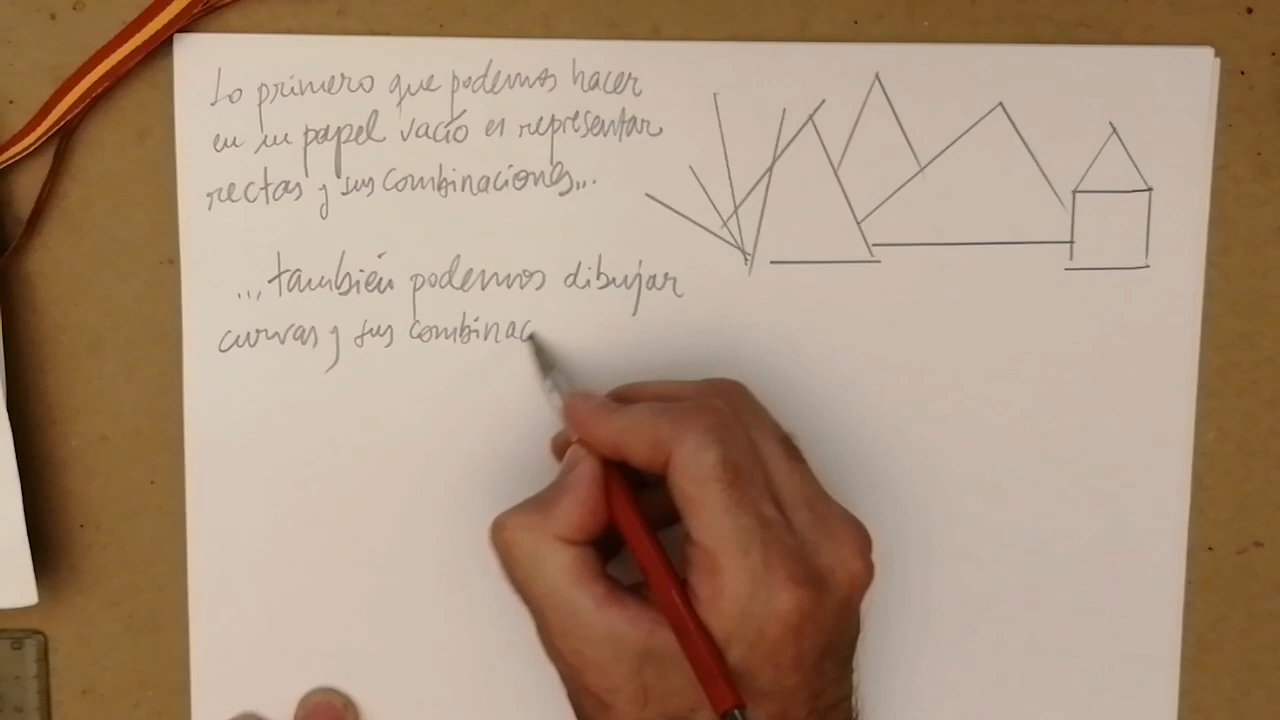 Lo primero que podemos hacer
en un papel vacío es representar
rectas y sus combinaciones...
...también podemos dibujar
curvas y sus combinac